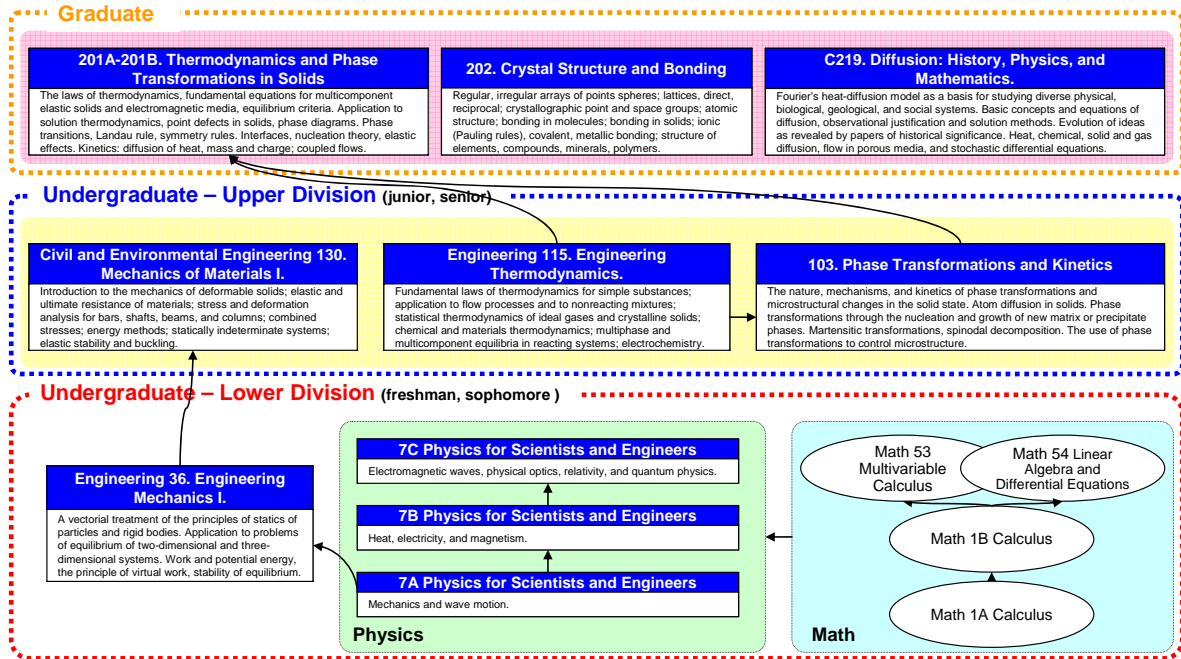 Graduate
201A-201B. Thermodynamics and Phase
Transformations in Solids
The laws of thermodynamics, fundamental equations for multicomponent
elastic solids and electromagnetic media, equilibrium criteria. Application to
solution thermodynamics, point defects in solids, phase diagrams. Phase
transitions, Landau rule, symmetry rules. Interfaces, nucleation theory, elastic
effects. Kinetics: diffusion of heat, mass and charge; coupled flows.
202. Crystal Structure and Bonding
Regular, irregular arrays of points spheres; lattices, direct,
reciprocal; crystallographic point and space groups; atomic
structure; bonding in molecules; bonding in solids; ionic
(Pauling rules), covalent, metallic bonding; structure of
elements, compounds, minerals, polymers.
C219. Diffusion: History, Physics, and
Mathematics.
Fourier's heat-diffusion model as a basis for studying diverse physical,
biological, geological, and social systems. Basic concepts and equations of
diffusion, observational justification and solution methods. Evolution of ideas
as revealed by papers of historical significance. Heat, chemical, solid and gas
diffusion, flow in porous media, and stochastic differential equations.
Undergraduate – Upper Division (junior, senior)
Civil and Environmental Engineering 130.
Mechanics of Materials I.
Introduction to the mechanics of deformable solids; elastic and
ultimate resistance of materials; stress and deformation
analysis for bars, shafts, beams, and columns; combined
stresses; energy methods; statically indeterminate systems;
elastic stability and buckling.
Engineering 115. Engineering
Thermodynamics.
Fundamental laws of thermodynamics for simple substances;
application to flow processes and to nonreacting mixtures;
statistical thermodynamics of ideal gases and crystalline solids;
chemical and materials thermodynamics; multiphase and
multicomponent equilibria in reacting systems; electrochemistry.
103. Phase Transformations and Kinetics
The nature, mechanisms, and kinetics of phase transformations and
microstructural changes in the solid state. Atom diffusion in solids. Phase
transformations through the nucleation and growth of new matrix or precipitate
phases. Martensitic transformations, spinodal decomposition. The use of phase
transformations to control microstructure.
Undergraduate – Lower Division (freshman, sophomore )
Engineering 36. Engineering
Mechanics I.
A vectorial treatment of the principles of statics of
particles and rigid bodies. Application to problems
of equilibrium of two-dimensional and three-
dimensional systems. Work and potential energy,
the principle of virtual work, stability of equilibrium.
7C Physics for Scientists and Engineers
Electromagnetic waves, physical optics, relativity, and quantum physics.
7B Physics for Scientists and Engineers
Heat, electricity, and magnetism.
7A Physics for Scientists and Engineers
Mechanics and wave motion.
Physics
Math 53
Multivariable
Calculus
Math 54 Linear
Algebra and
Differential Equations
Math 1B Calculus
Math 1A Calculus
Math